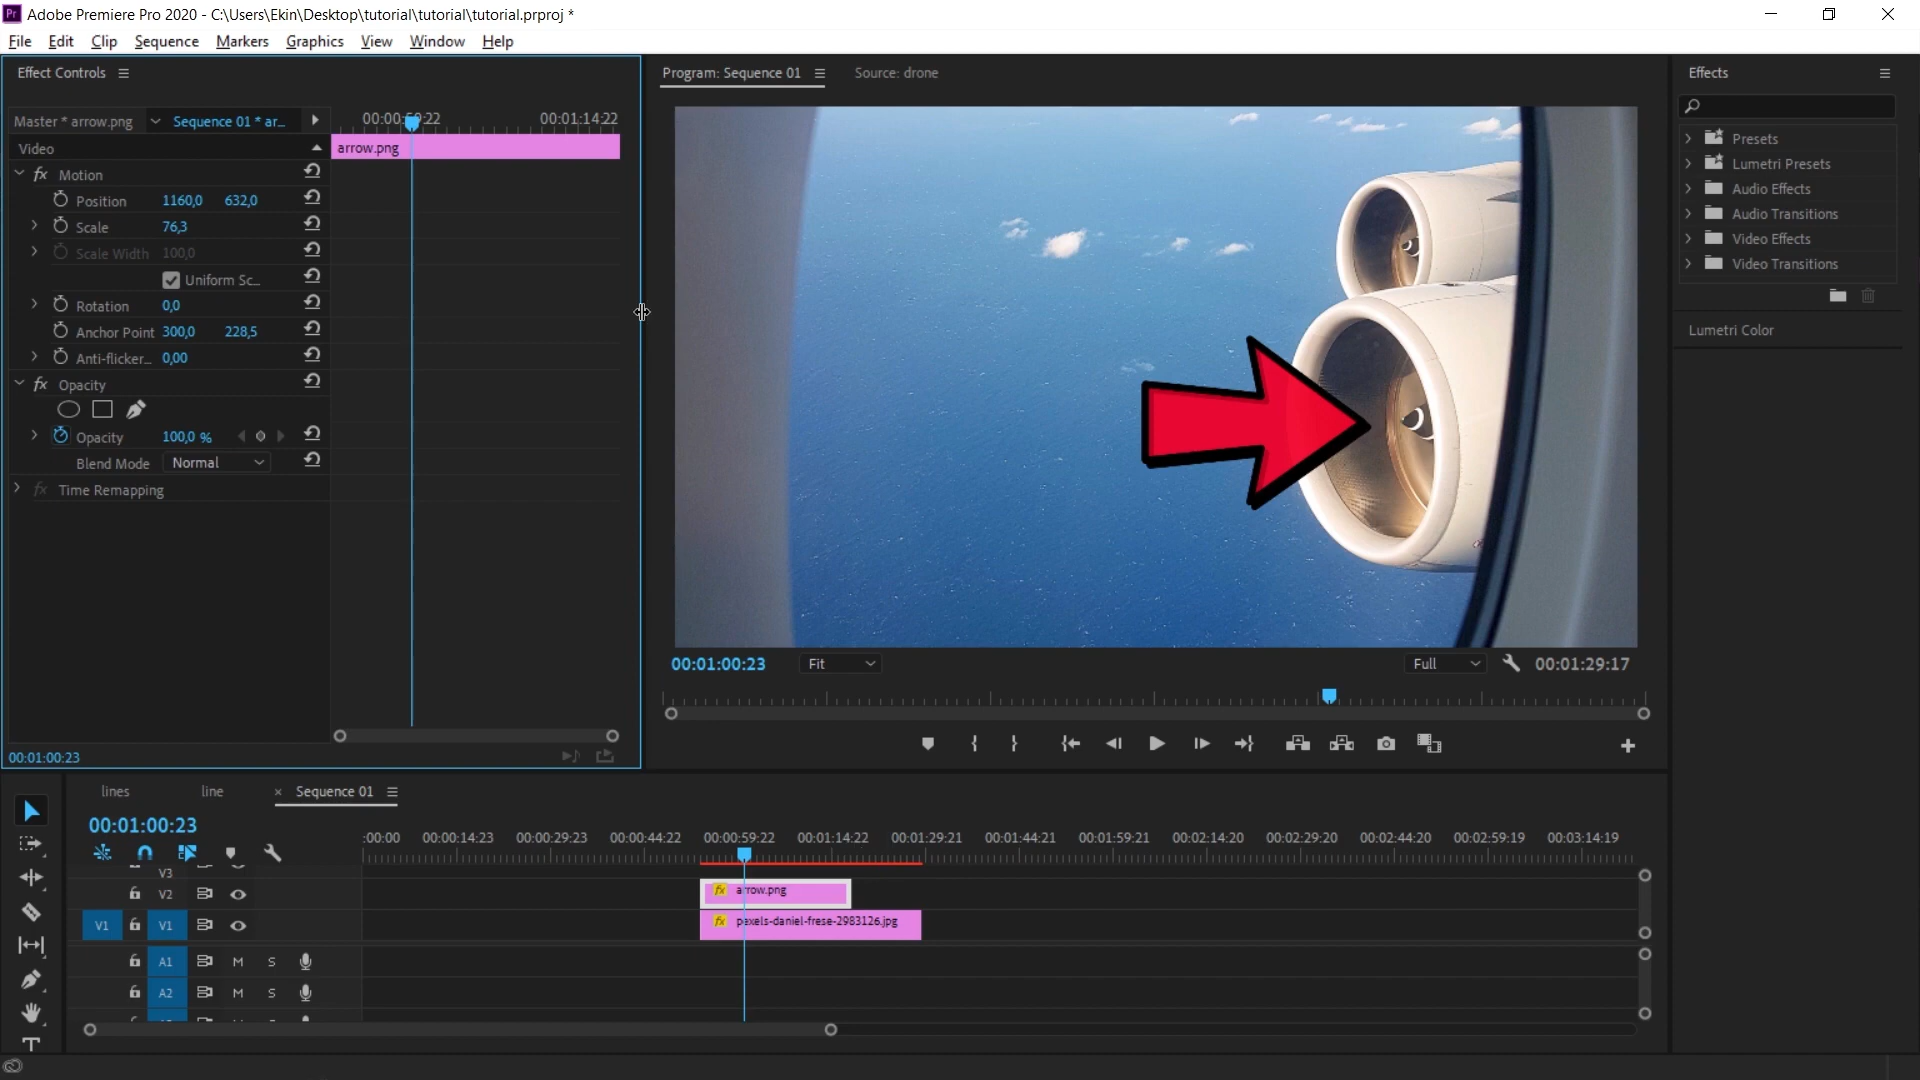 Pr Adobe Premiere Pro 2020 - C:\Users\Ekin\Desktop\tutorial\tutorial\tutorial.prproj *
File Edit Clip Sequence Markers Graphics View Window Help
Effect Controls
Program: Sequence 01
Source: drone
Effects
Master * arrow.png
Sequence 01 * ar...
00:01:14:22
Video
arrow.png
Motion
Position 1160,0 632,0
Scale 76,3
Scale Width 100,0
Uniform Sc...
Rotation 0,0
Anchor Point 300,0 228,5
Anti-flicker... 0,00
Opacity
Opacity 100,0 %
Blend Mode Normal
Time Remapping
00:01:00:23
Presets
Lumetri Presets
Audio Effects
Audio Transitions
Video Effects
Video Transitions
Lumetri Color
00:01:00:23 Fit Full 00:01:29:17
lines line × Sequence 01
00:01:00:23
:00:00 00:00:14:23 00:00:29:23 00:00:44:22 00:00:59:22 00:01:14:22 00:01:29:21 00:01:44:21 00:01:59:21 00:02:14:20 00:02:29:20 00:02:44:20 00:02:59:19 00:03:14:19
V3
V2
fx arrow.png
V1 V1
fx pexels-daniel-frese-2983126.jpg
A1 M S
A2 M S